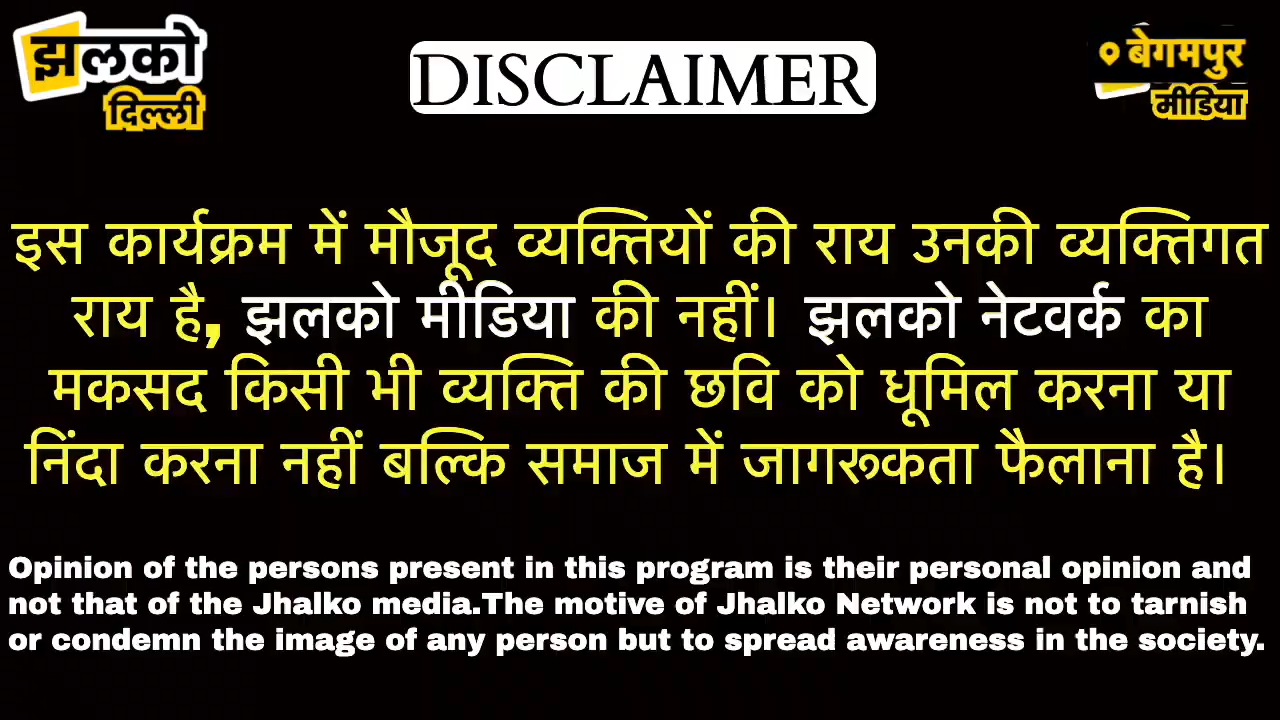 झलको
दिल्ली
DISCLAIMER
बेगमपुर
मीडिया
इस कार्यक्रम में मौजूद व्यक्तियों की राय उनकी व्यक्तिगत
राय है, झलको मीडिया की नहीं। झलको नेटवर्क का
मकसद किसी भी व्यक्ति की छवि को धूमिल करना या
निंदा करना नहीं बल्कि समाज में जागरूकता फैलाना है।
Opinion of the persons present in this program is their personal opinion and
not that of the Jhalko media.The motive of Jhalko Network is not to tarnish
or condemn the image of any person but to spread awareness in the society.